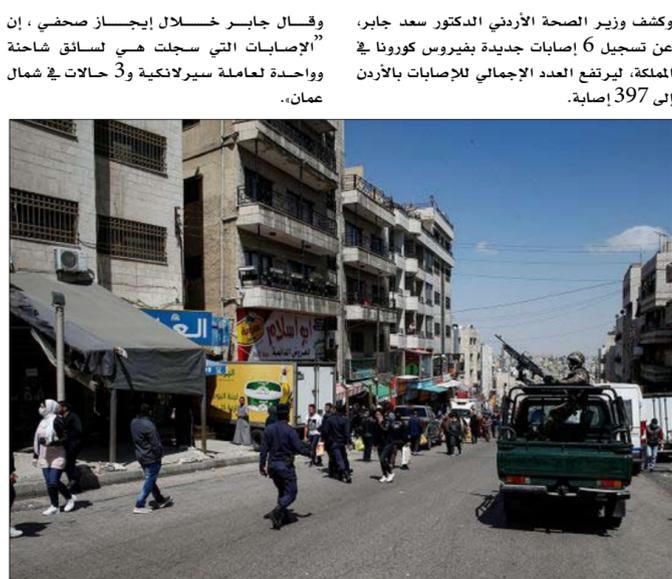 وكشف وزير الصحة الأردني الدكتور سعد جابر،
عن تسجيل 6 إصابات جديدة بفيروس كورونا في
المملكة، ليرتفع العدد الإجمالي للإصابات بالأردن
إلى 397 إصابة.
وقال جابر خلال إيجاز صحفي ، إن
”الإصابات التي سجلت هي لسائق شاحنة
وواحدة لعاملة سيرلانكية و3 حالات في شمال
عمان».
ابو اسلام